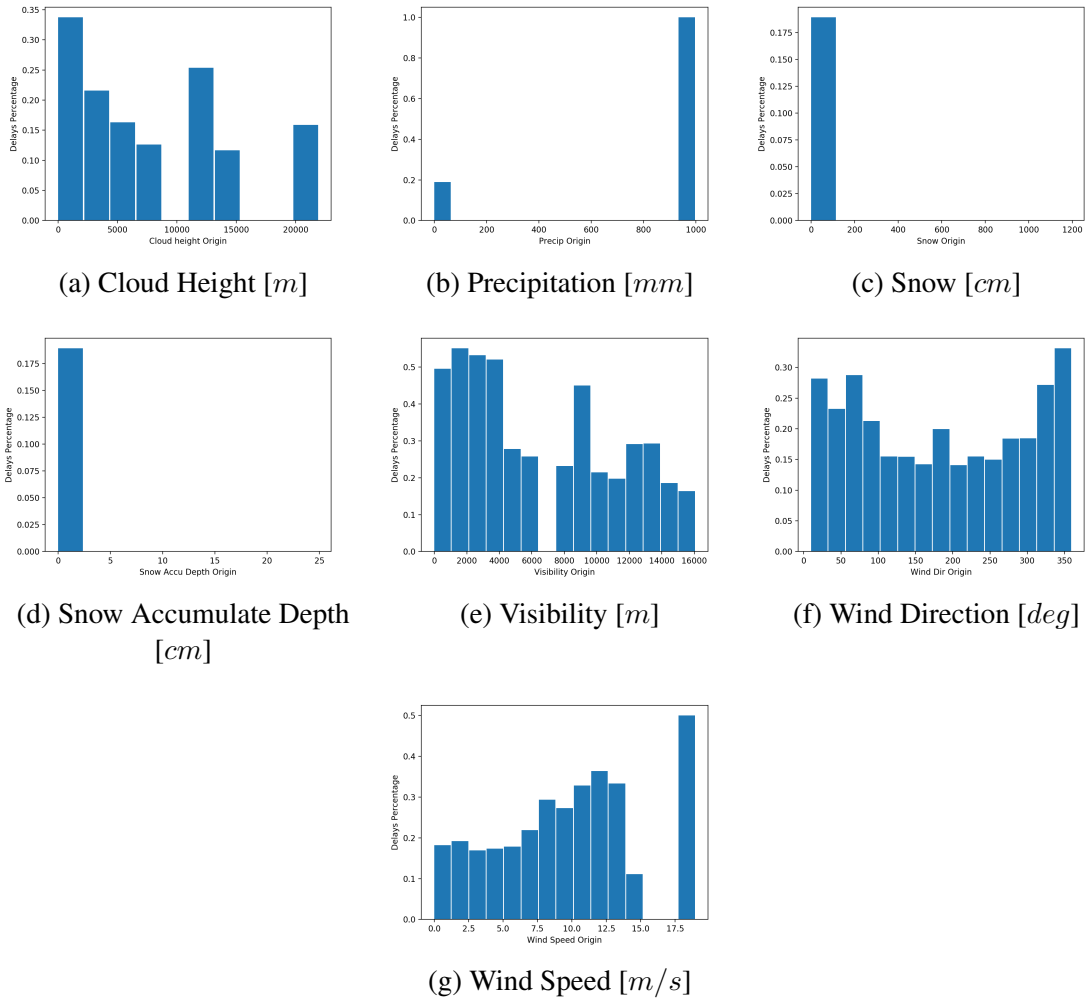 0.35
0.30
0.25
0.20
0.15
0.10
0.05
0.00
Delays Percentage
0 5000 10000 15000 20000
Cloud height Origin
(a) Cloud Height [m]
1.0
0.8
0.6
0.4
0.2
0.0
Delays Percentage
0 200 400 600 800 1000
Precip Origin
(b) Precipitation [mm]
0.175
0.150
0.125
0.100
0.075
0.050
0.025
0.000
Delays Percentage
0 200 400 600 800 1000 1200
Snow Origin
(c) Snow [cm]
0.175
0.150
0.125
0.100
0.075
0.050
0.025
0.000
Delays Percentage
0 5 10 15 20 25
Snow Accu Depth Origin
(d) Snow Accumulate Depth
[cm]
0.5
0.4
0.3
0.2
0.1
0.0
Delays Percentage
0 2000 4000 6000 8000 10000 12000 14000 16000
Visibility Origin
(e) Visibility [m]
0.30
0.25
0.20
0.15
0.10
0.05
0.00
Delays Percentage
0 50 100 150 200 250 300 350
Wind Dir Origin
(f) Wind Direction [deg]
0.5
0.4
0.3
0.2
0.1
0.0
Delays Percentage
0.0 2.5 5.0 7.5 10.0 12.5 15.0 17.5
Wind Speed Origin
(g) Wind Speed [m/s]